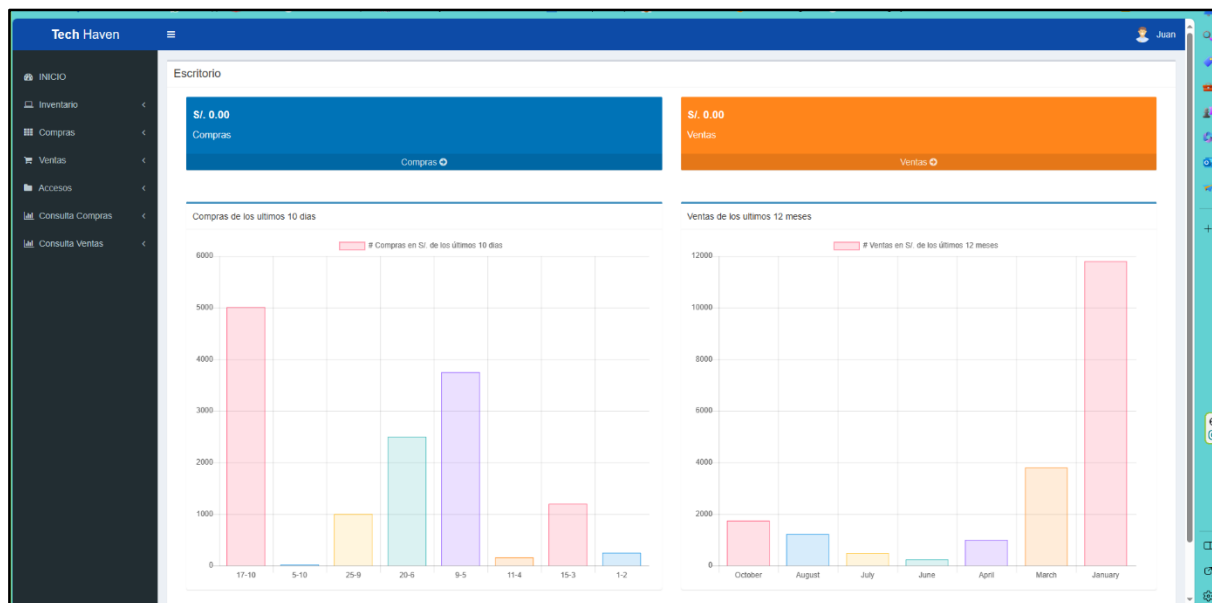 Tech Haven
Juan
INICIO
Inventario
Compras
Ventas
Accesos
Consulta Compras
Consulta Ventas
Escritorio
S/. 0.00
Compras
Compras
S/. 0.00
Ventas
Ventas
Compras de los ultimos 10 dias
# Compras en S/. de los últimos 10 dias
6000
5000
4000
3000
2000
1000
0
17-10 5-10 25-9 20-6 9-5 11-4 15-3 1-2
Ventas de los ultimos 12 meses
# Ventas en S/. de los últimos 12 meses
12000
10000
8000
6000
4000
2000
0
October August July June April March January